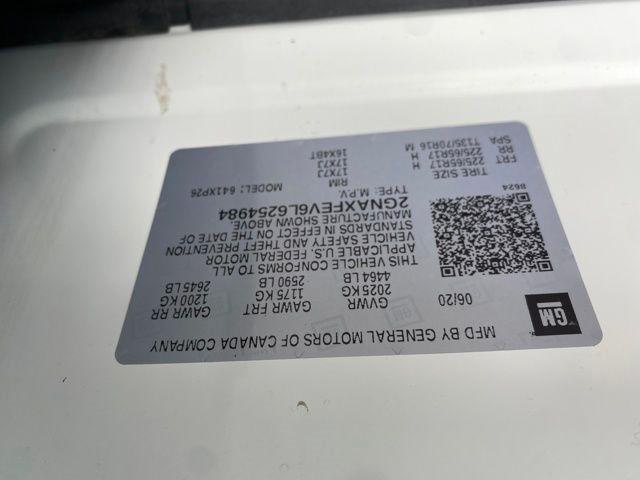 MFD BY GENERAL MOTORS OF CANADA COMPANY
GM
06/20
GVWR GAWR FRT GAWR RR
2025 KG 1175 KG 1200 KG
4464 LB 2590 LB 2645 LB
THIS VEHICLE CONFORMS TO ALL
APPLICABLE U.S. FEDERAL MOTOR
VEHICLE SAFETY AND THEFT PREVENTION
STANDARDS IN EFFECT ON THE DATE OF
MANUFACTURE SHOWN ABOVE.
2GNAXFEV6L6254984
TYPE: M.P.V. MODEL: 641XP26
8624
TIRE SIZE RIM
FRT 225/65R17 H 17X7J
RR 225/65R17 H 17X7J
SPA T135/70R16 M 16X4BT